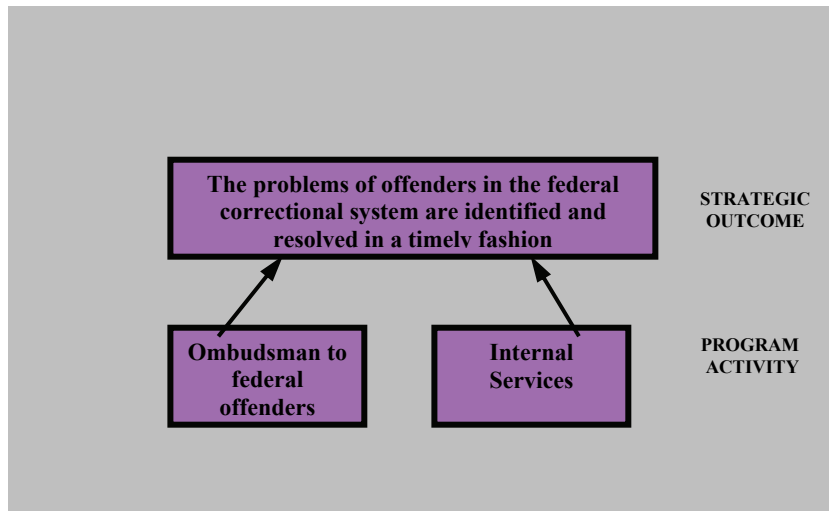 The problems of offenders in the federal
correctional system are identified and
resolved in a timely fashion
STRATEGIC
OUTCOME
Ombudsman to
federal
offenders
Internal
Services
PROGRAM
ACTIVITY